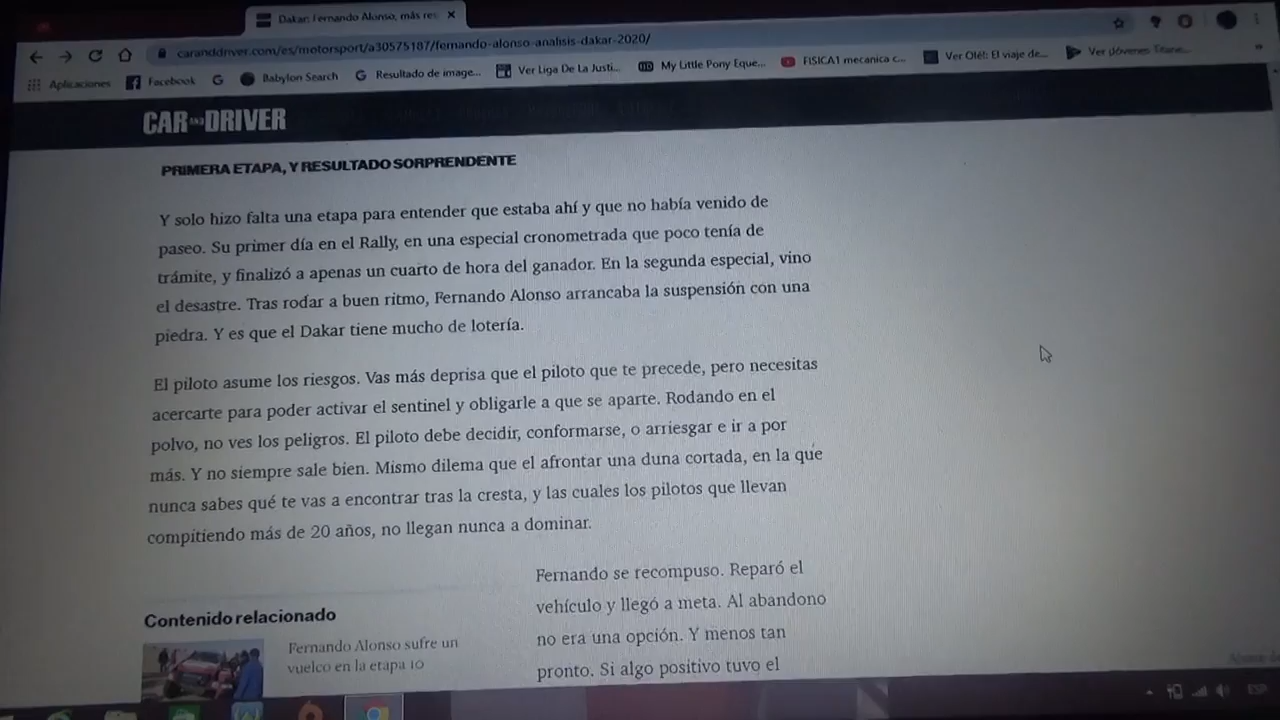 Dakar: Fernando Alonso, más res
caranddriver.com/es/motorsport/a30575187/fernando-alonso-analisis-dakar-2020/
Aplicaciones
Facebook
Babylon Search
Resultado de image...
Ver Liga De La Justi...
My Little Pony Eque...
FISICA1 mecanica c...
Ver Olé!: El viaje de...
Ver Jóvenes Titane...
CAR AND DRIVER
PRIMERA ETAPA, Y RESULTADO SORPRENDENTE
Y solo hizo falta una etapa para entender que estaba ahí y que no había venido de
paseo. Su primer día en el Rally, en una especial cronometrada que poco tenía de
trámite, y finalizó a apenas un cuarto de hora del ganador. En la segunda especial, vino
el desastre. Tras rodar a buen ritmo, Fernando Alonso arrancaba la suspensión con una
piedra. Y es que el Dakar tiene mucho de lotería.
El piloto asume los riesgos. Vas más deprisa que el piloto que te precede, pero necesitas
acercarte para poder activar el sentinel y obligarle a que se aparte. Rodando en el
polvo, no ves los peligros. El piloto debe decidir, conformarse, o arriesgar e ir a por
más. Y no siempre sale bien. Mismo dilema que el afrontar una duna cortada, en la que
nunca sabes qué te vas a encontrar tras la cresta, y las cuales los pilotos que llevan
compitiendo más de 20 años, no llegan nunca a dominar.
Fernando se recompuso. Reparó el
vehículo y llegó a meta. Al abandono
no era una opción. Y menos tan
pronto. Si algo positivo tuvo el
Contenido relacionado
Fernando Alonso sufre un
vuelco en la etapa 10
ESP